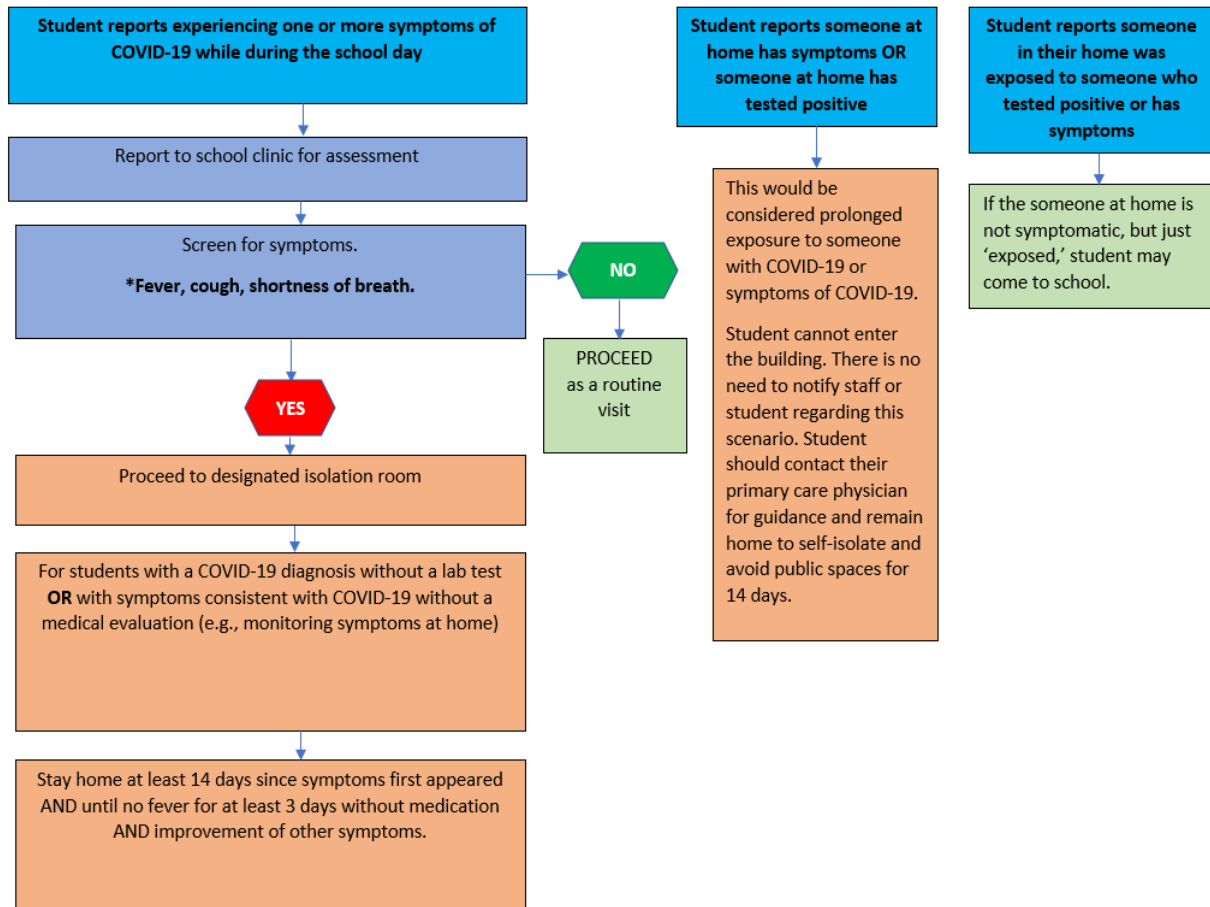 Student reports experiencing one or more symptoms of
COVID-19 while during the school day
Report to school clinic for assessment
Screen for symptoms.
*Fever, cough, shortness of breath.
NO
PROCEED
as a routine
visit
YES
Proceed to designated isolation room
For students with a COVID-19 diagnosis without a lab test
OR with symptoms consistent with COVID-19 without a
medical evaluation (e.g., monitoring symptoms at home)
Stay home at least 14 days since symptoms first appeared
AND until no fever for at least 3 days without medication
AND improvement of other symptoms.
Student reports someone at
home has symptoms OR
someone at home has
tested positive
This would be
considered prolonged
exposure to someone
with COVID-19 or
symptoms of COVID-19.
Student cannot enter
the building. There is no
need to notify staff or
student regarding this
scenario. Student
should contact their
primary care physician
for guidance and remain
home to self-isolate and
avoid public spaces for
14 days.
Student reports someone
in their home was
exposed to someone who
tested positive or has
symptoms
If the someone at home is
not symptomatic, but just
‘exposed,’ student may
come to school.